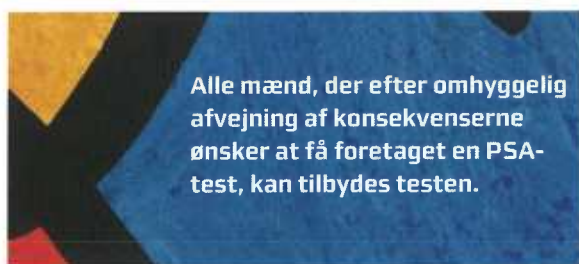 Alle mænd, der efter omhyggelig
afvejning af konsekvenserne
ønsker at få foretaget en PSA-
test, kan tilbydes testen.